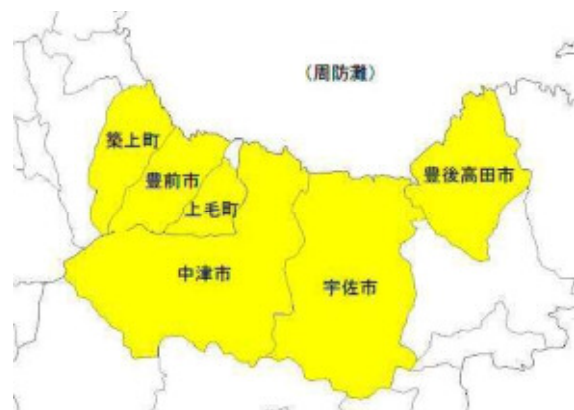 （周防灘）
築上町
豊前市
豊後高田市
上毛町
中津市
宇佐市